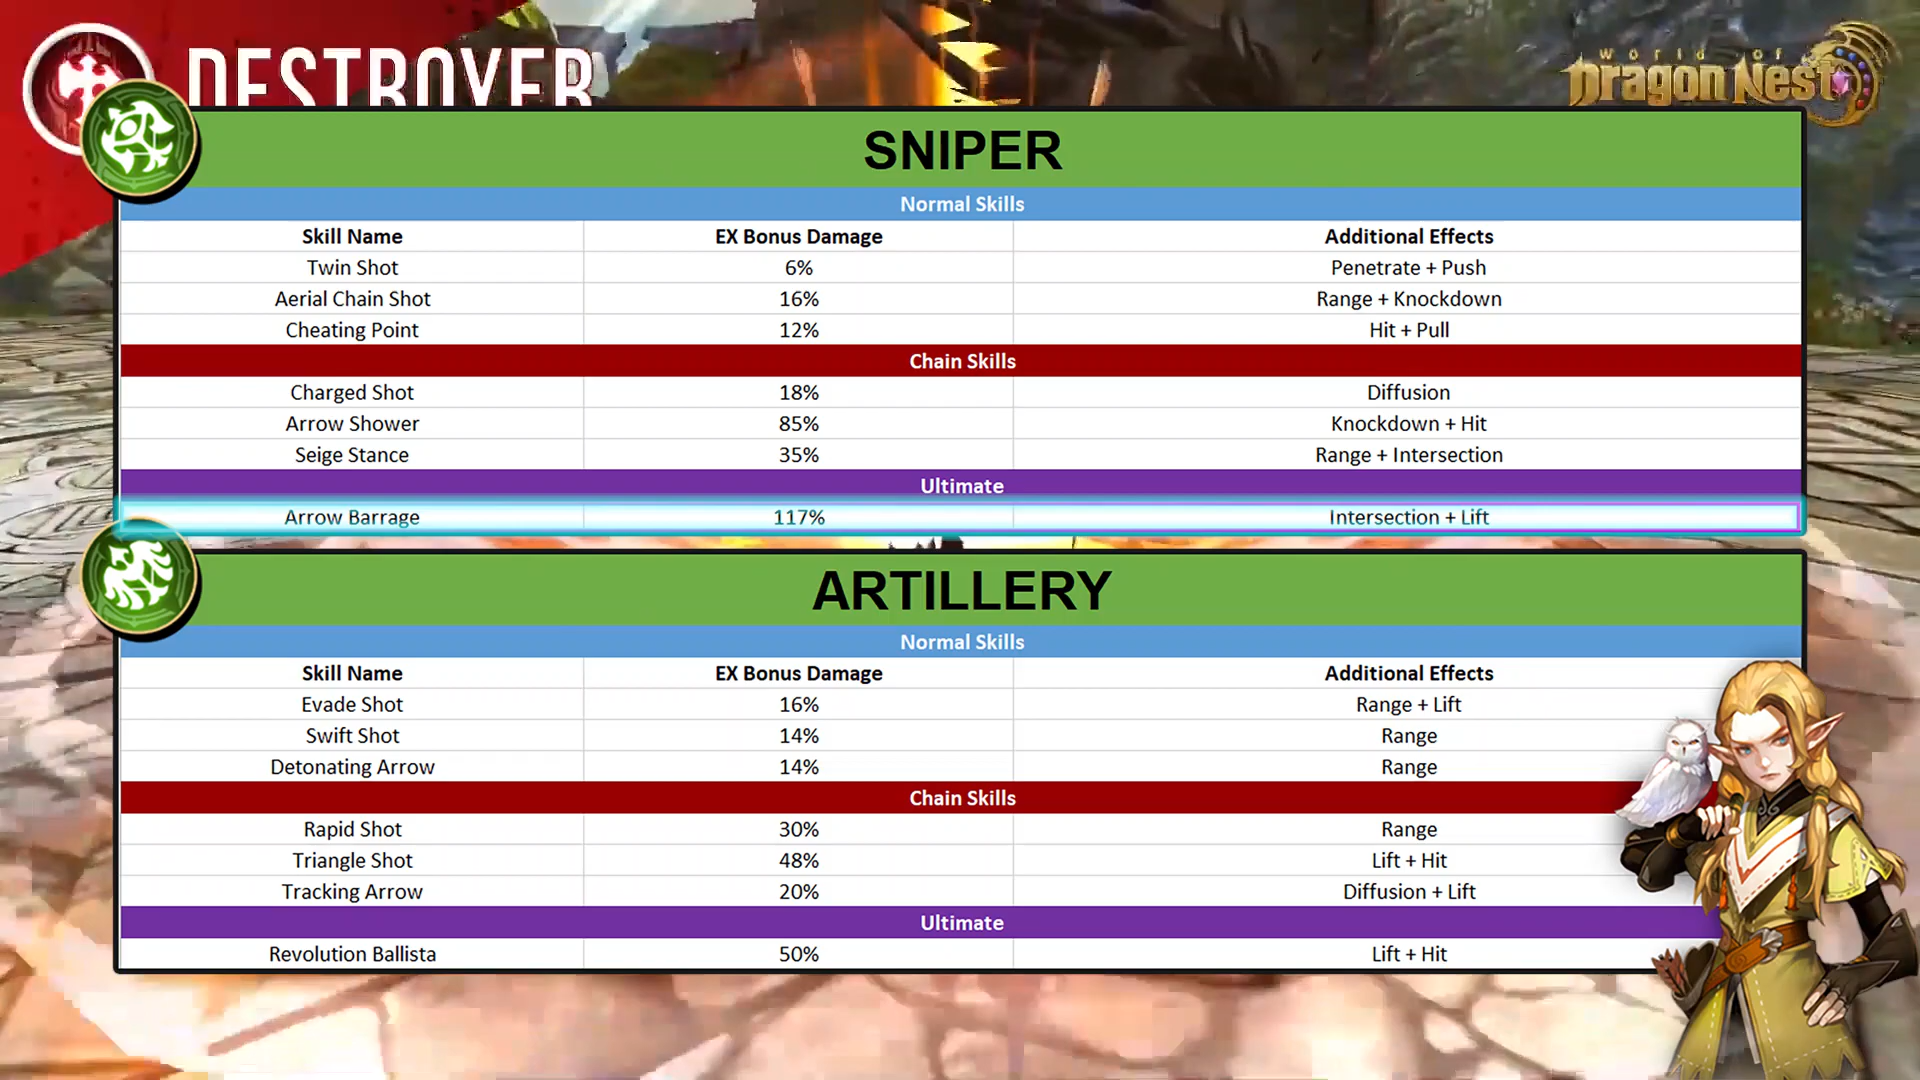 DESTROYER
World of
Dragon Nest
SNIPER
Normal Skills
Skill Name EX Bonus Damage Additional Effects
Twin Shot 6% Penetrate + Push
Aerial Chain Shot 16% Range + Knockdown
Cheating Point 12% Hit + Pull
Chain Skills
Charged Shot 18% Diffusion
Arrow Shower 85% Knockdown + Hit
Seige Stance 35% Range + Intersection
Ultimate
Arrow Barrage 117% Intersection + Lift
ARTILLERY
Normal Skills
Skill Name EX Bonus Damage Additional Effects
Evade Shot 16% Range + Lift
Swift Shot 14% Range
Detonating Arrow 14% Range
Chain Skills
Rapid Shot 30% Range
Triangle Shot 48% Lift + Hit
Tracking Arrow 20% Diffusion + Lift
Ultimate
Revolution Ballista 50% Lift + Hit